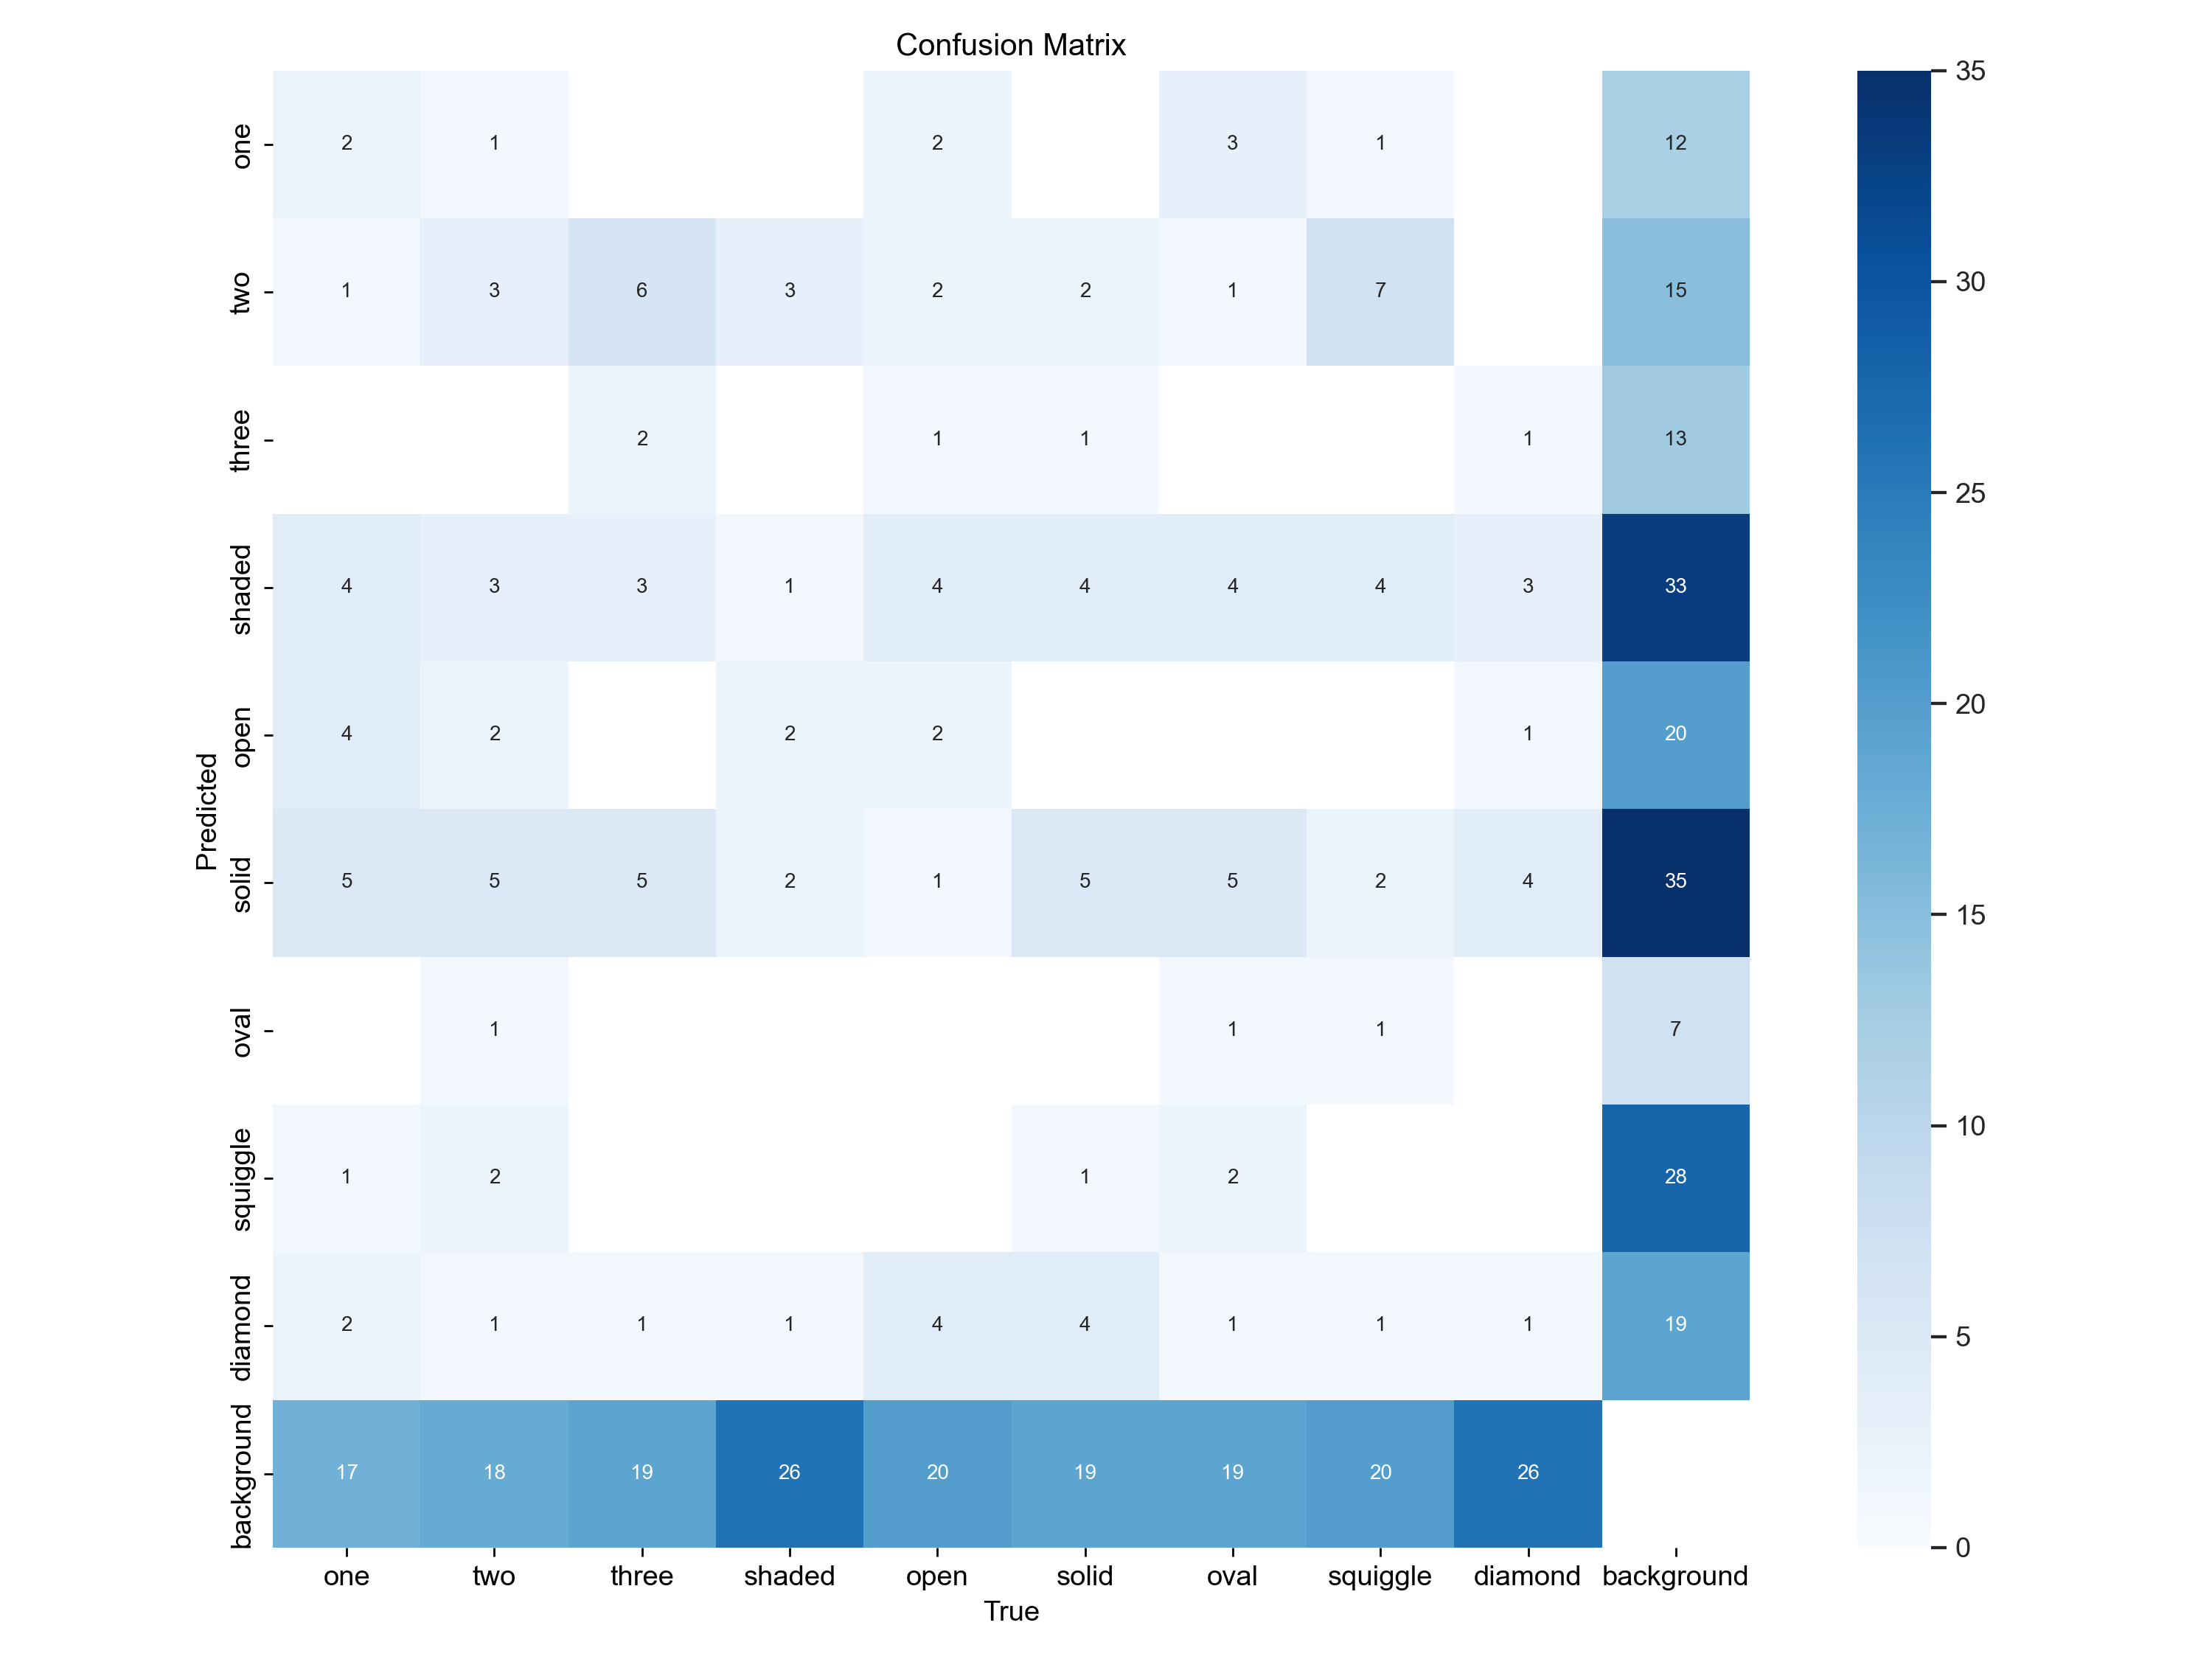 Confusion Matrix
one 2 1 2 3 1 12
two 1 3 6 3 2 2 1 7 15
three 2 1 1 1 13
shaded 4 3 3 1 4 4 4 4 3 33
open 4 2 2 2 1 20
solid 5 5 5 2 1 5 5 2 4 35
oval 1 1 1 7
squiggle 1 2 1 2 28
diamond 2 1 1 1 4 4 1 1 1 19
background 17 18 19 26 20 19 19 20 26
Predicted
one two three shaded open solid oval squiggle diamond background
True
35
30
25
20
15
10
5
0